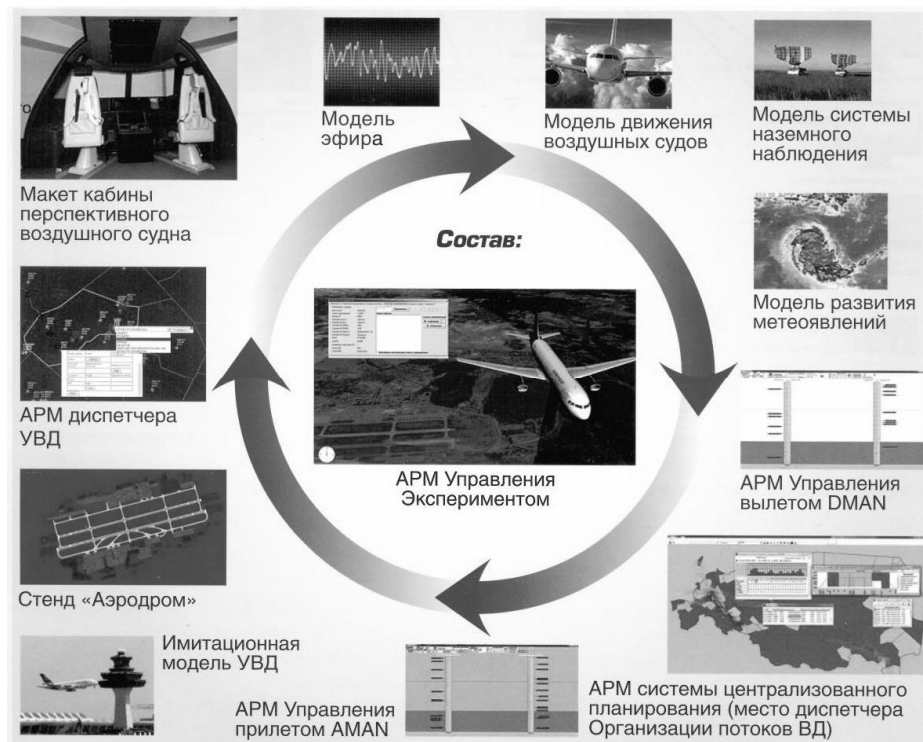 Модель
эфира
Модель движения
воздушных судов
Модель системы
наземного
наблюдения
Макет кабины
перспективного
воздушного судна
Состав:
Модель развития
метеоявлений
АРМ диспетчера
УВД
АРМ Управления
Экспериментом
АРМ Управления
вылетом DMAN
Стенд «Аэродром»
Имитационная
модель УВД
АРМ Управления
прилетом AMAN
АРМ системы централизованного
планирования (место диспетчера
Организации потоков ВД)